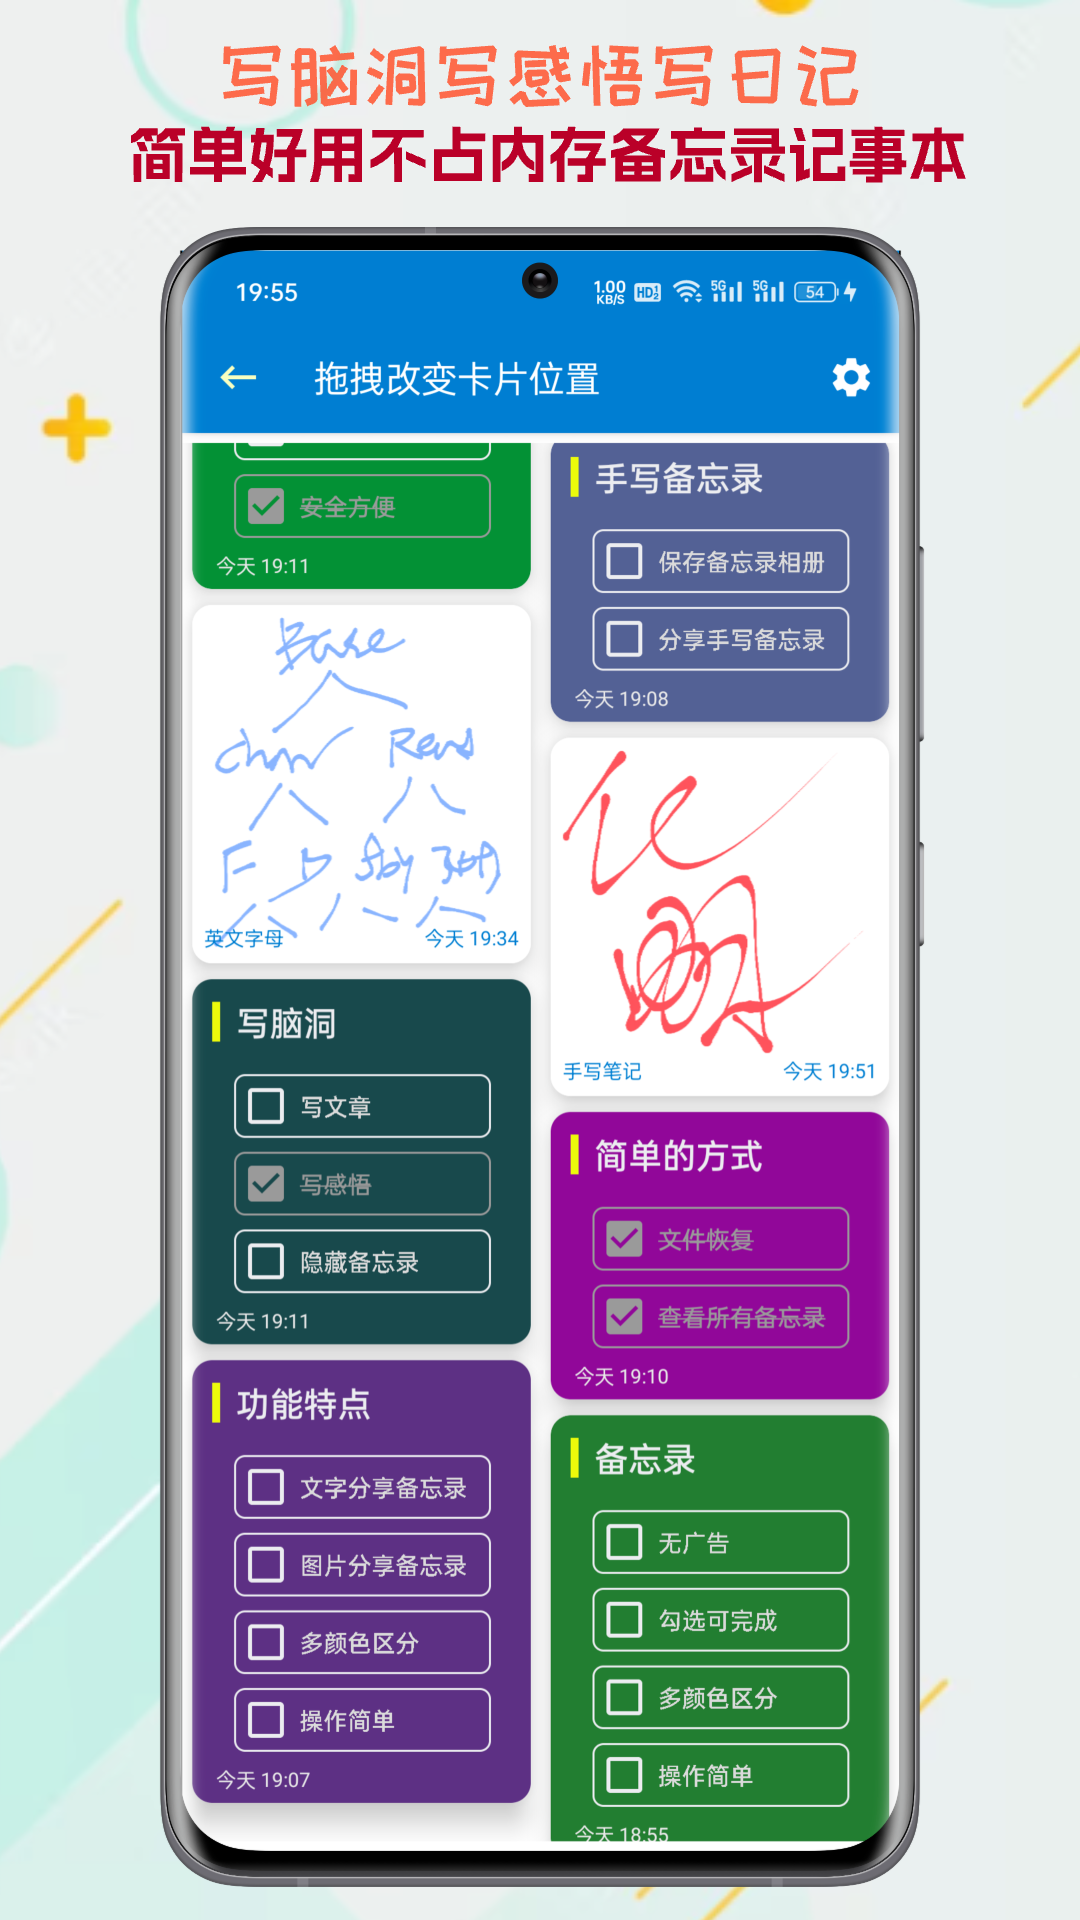 写脑洞写感悟写日记
简单好用不占内存备忘录记事本
19:55
1.00 KB/S HD 5G 5G 54
拖拽改变卡片位置
安全方便
今天 19:11
英文字母 今天 19:34
写脑洞
写文章
写感悟
隐藏备忘录
今天 19:11
功能特点
文字分享备忘录
图片分享备忘录
多颜色区分
操作简单
今天 19:07
手写备忘录
保存备忘录相册
分享手写备忘录
今天 19:08
手写笔记 今天 19:51
简单的方式
文件恢复
查看所有备忘录
今天 19:10
备忘录
无广告
勾选可完成
多颜色区分
操作简单
今天 18:55